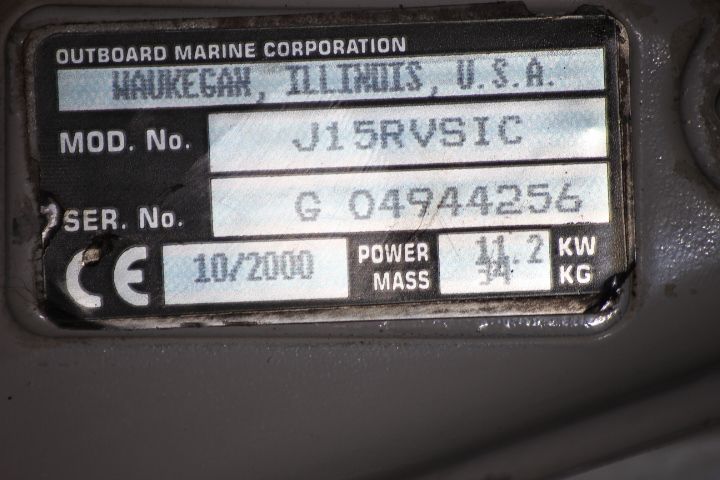 OUTBOARD MARINE CORPORATION
WAUKEGAN, ILLINOIS, U.S.A.
MOD. No. J15RVSIC
SER. No. G 04944256
CE 10/2000 POWER 11.2 KW
MASS 34 KG